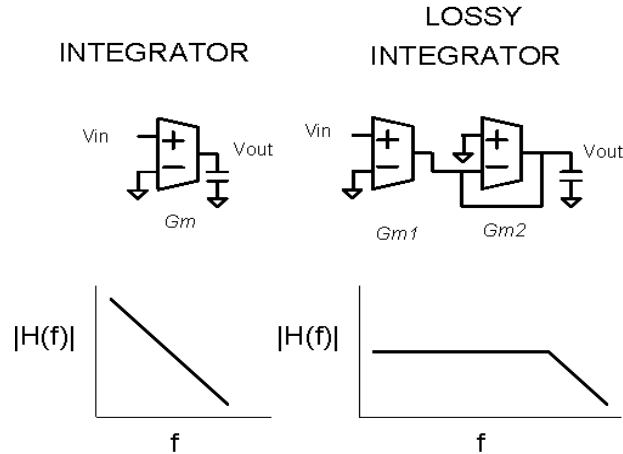 INTEGRATOR
LOSSY
INTEGRATOR
Vin
+
−
Vout
Gm
Vin
+
−
+
−
Vout
Gm1
Gm2
|H(f)|
f
|H(f)|
f